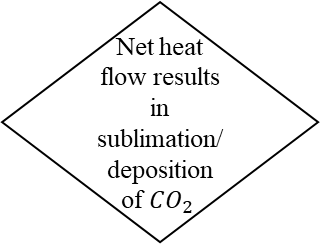 Net heat
flow results
in
sublimation/
deposition
of CO₂